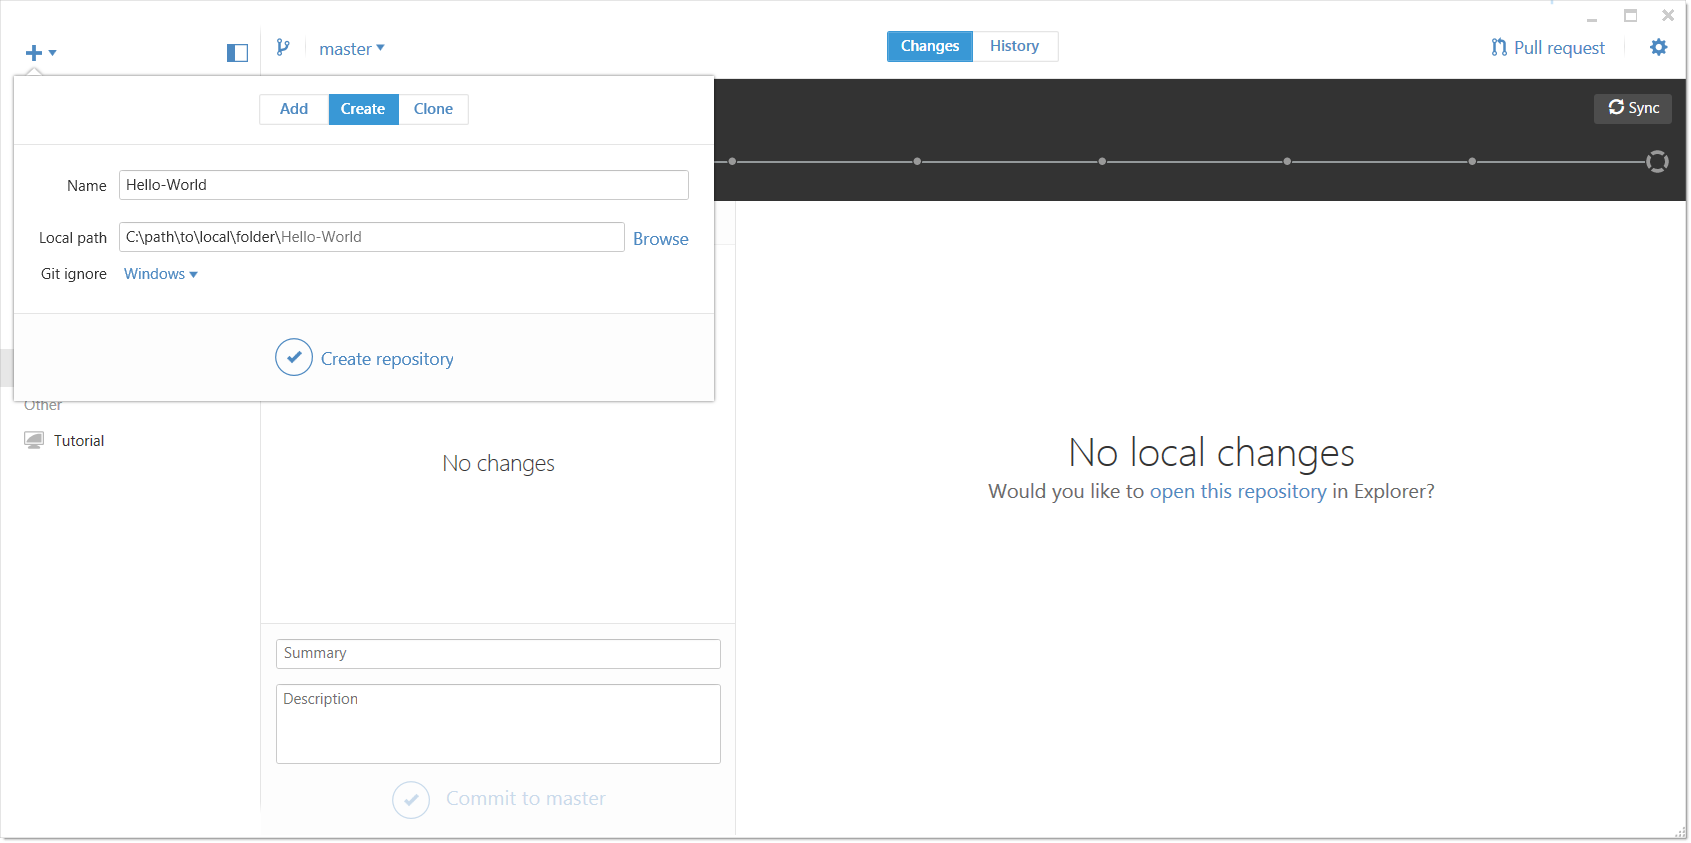 master
Changes
History
Pull request
Add
Create
Clone
Sync
Name
Hello-World
Local path
C:\path\to\local\folder\Hello-World
Browse
Git ignore
Windows
Create repository
Other
Tutorial
No changes
No local changes
Would you like to open this repository in Explorer?
Summary
Description
Commit to master